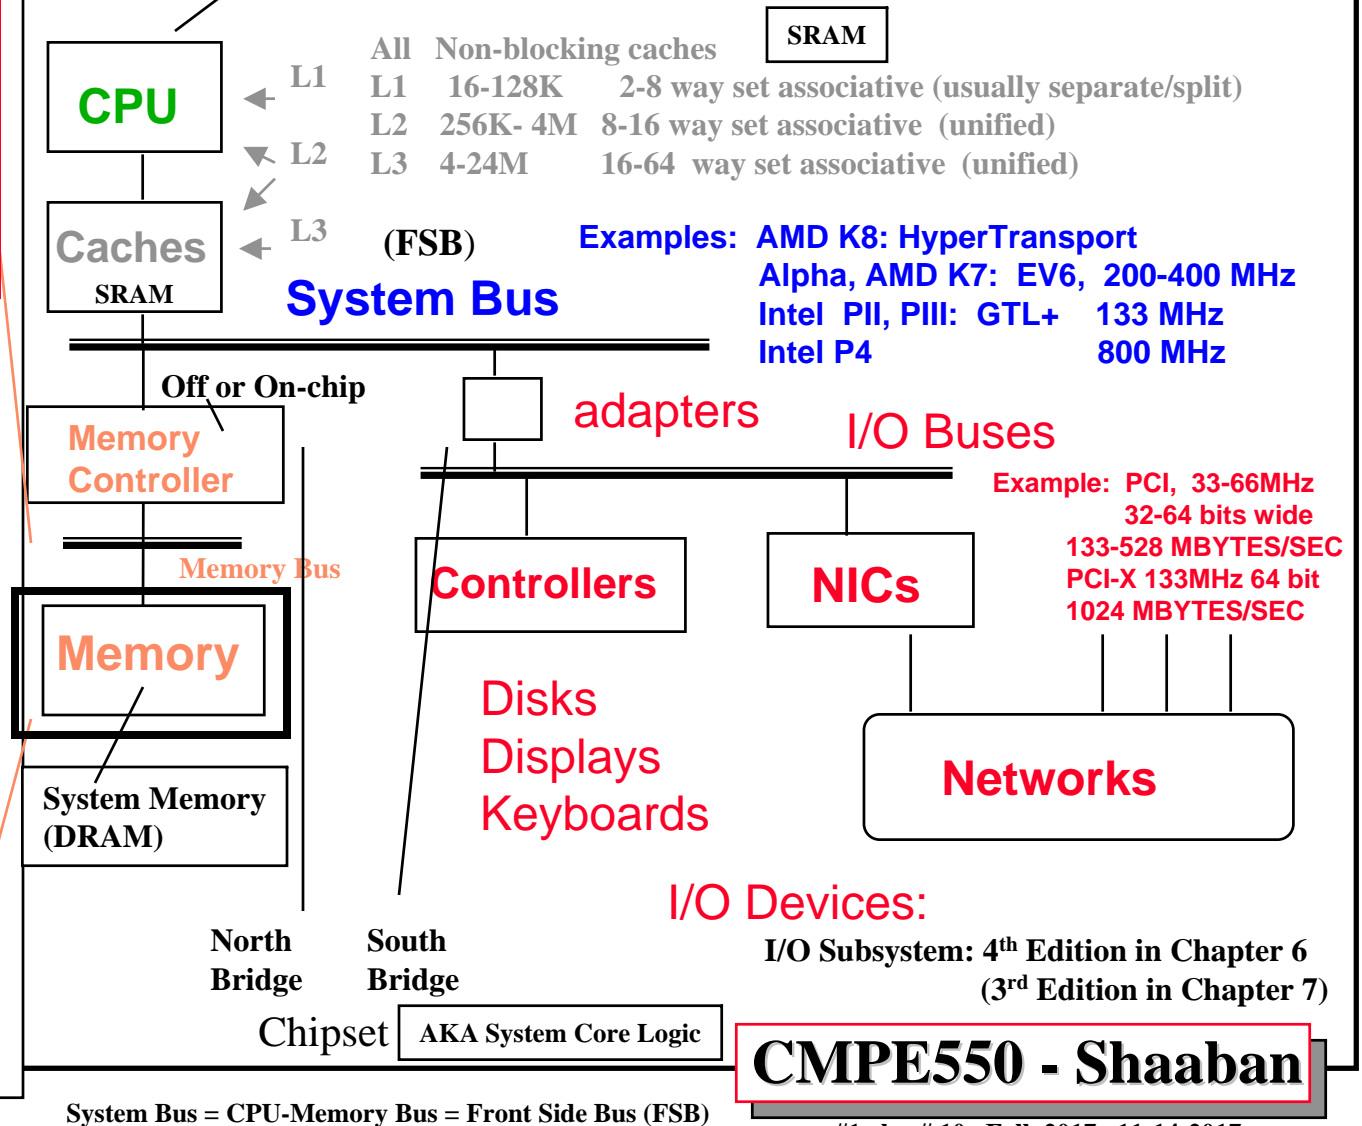 SRAM
All Non-blocking caches
CPU
L1
L1 16-128K 2-8 way set associative (usually separate/split)
L2 256K- 4M 8-16 way set associative (unified)
L2
L3 4-24M 16-64 way set associative (unified)
L3
Caches
SRAM
(FSB)
System Bus
Examples: AMD K8: HyperTransport
Alpha, AMD K7: EV6, 200-400 MHz
Intel PII, PIII: GTL+ 133 MHz
Intel P4 800 MHz
Off or On-chip
adapters
Memory
Controller
I/O Buses
Example: PCI, 33-66MHz
32-64 bits wide
133-528 MBYTES/SEC
PCI-X 133MHz 64 bit
1024 MBYTES/SEC
Memory Bus
Controllers
NICs
Memory
Disks
Displays
Keyboards
Networks
System Memory
(DRAM)
I/O Devices:
North
Bridge
South
Bridge
I/O Subsystem: 4th Edition in Chapter 6
(3rd Edition in Chapter 7)
Chipset
AKA System Core Logic
CMPE550 - Shaaban
System Bus = CPU-Memory Bus = Front Side Bus (FSB)